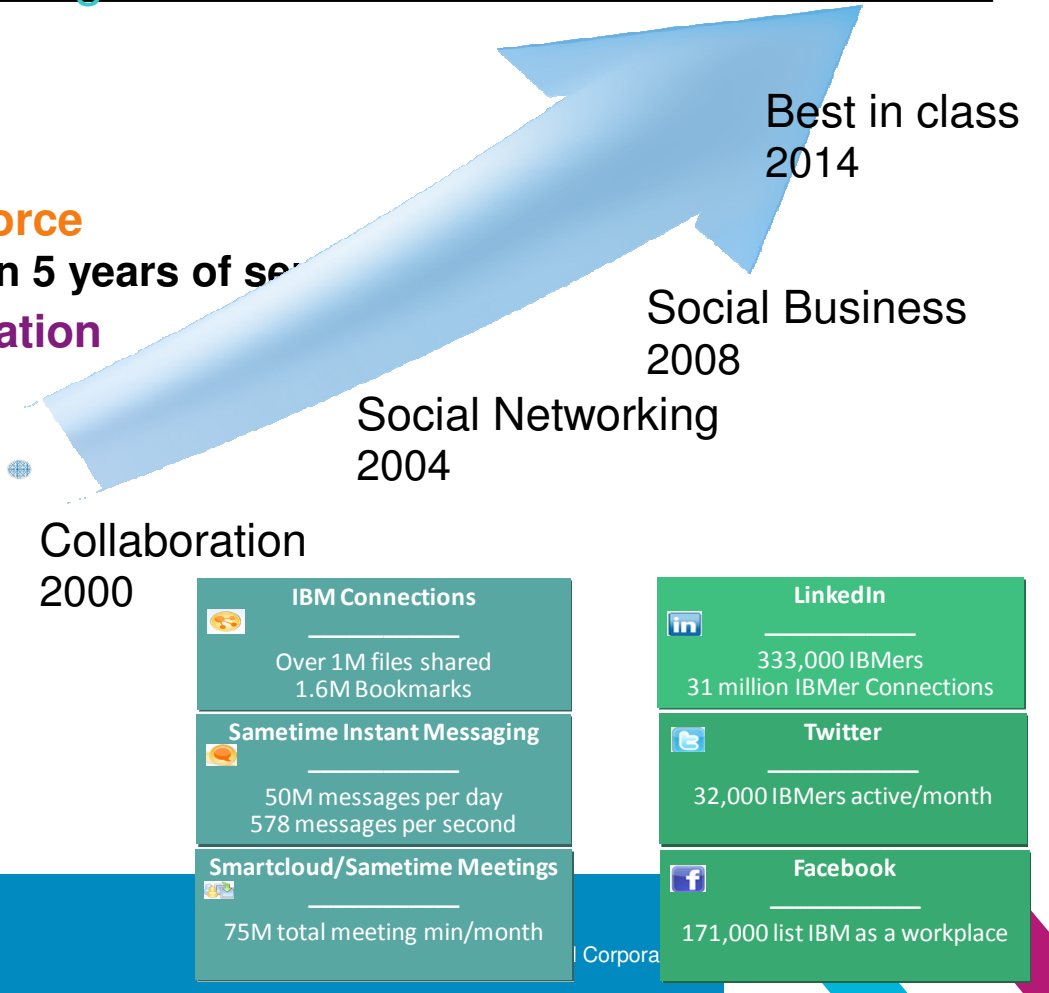 Best in class
2014
orce
n 5 years of se
ation
Social Business
2008
Social Networking
2004
Collaboration
2000
IBM Connections
Over 1M files shared
1.6M Bookmarks
Sametime Instant Messaging
50M messages per day
578 messages per second
Smartcloud/Sametime Meetings
75M total meeting min/month
LinkedIn
in
333,000 IBMers
31 million IBMer Connections
Twitter
32,000 IBMers active/month
Facebook
f
171,000 list IBM as a workplace
l Corpora